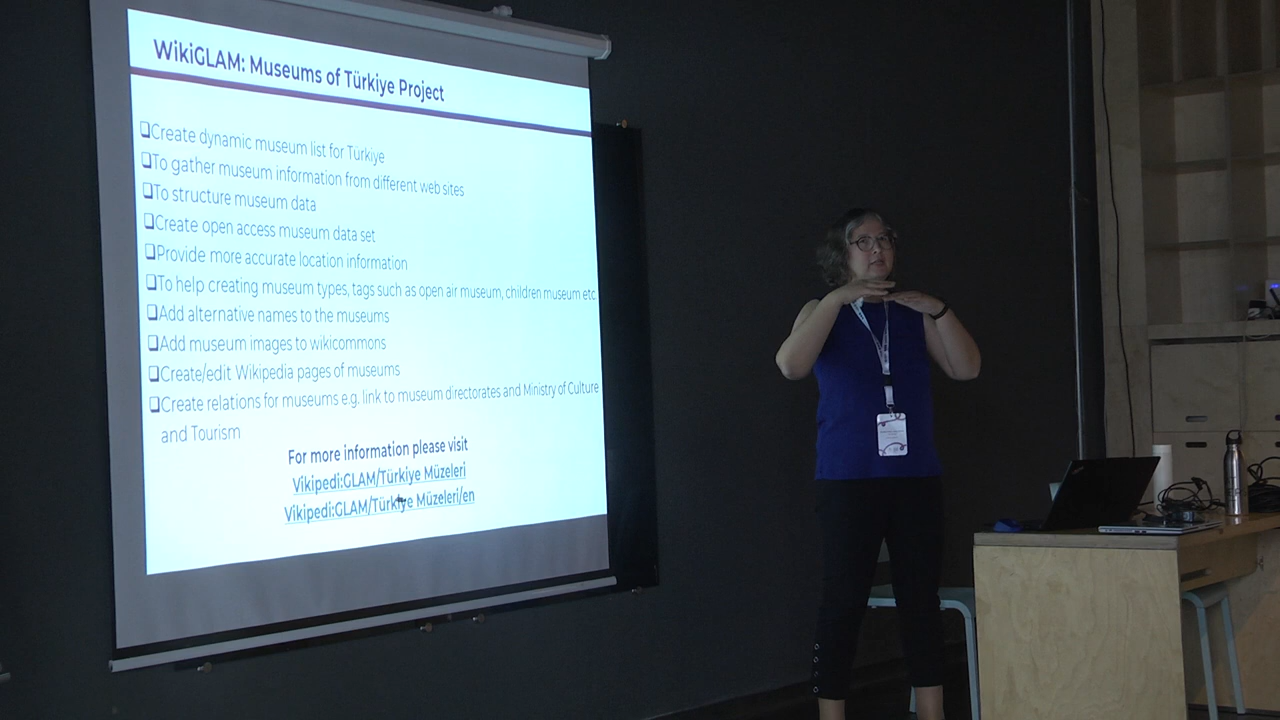 WikiGLAM: Museums of Türkiye Project
❑Create dynamic museum list for Türkiye
❑To gather museum information from different web sites
❑To structure museum data
❑Create open access museum data set
❑Provide more accurate location information
❑To help creating museum types, tags such as open air museum, children museum etc
❑Add alternative names to the museums
❑Add museum images to wikicommons
❑Create/edit Wikipedia pages of museums
❑Create relations for museums e.g. link to museum directorates and Ministry of Culture
and Tourism
For more information please visit
Vikipedi:GLAM/Türkiye Müzeleri
Vikipedi:GLAM/Türkiye Müzeleri/en